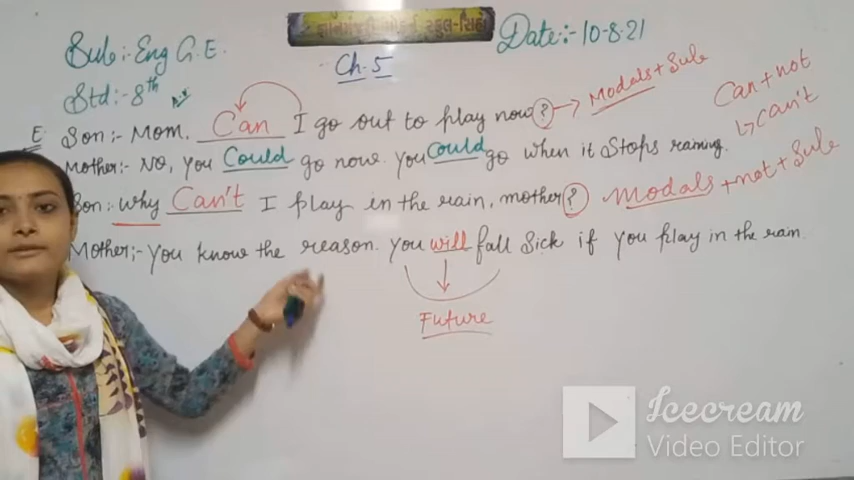 જ્ઞાનમંજરી મોડર્ન સ્કુલ-સિહોર
Sub:- Eng G.E.
Date:- 10-8-21
Ch.5
Std:- 8th
Modals + Sub
Can + not
↳ can't
Son:- Mom. Can I go out to play now?
Mother:- No, you Could go now. you Could go when it stops raining.
Son:- why Can't I play in the rain, mother?
Modals + not + Sub
Mother:- you know the reason. you will fall sick if you play in the rain.
Future
Icecream
Video Editor